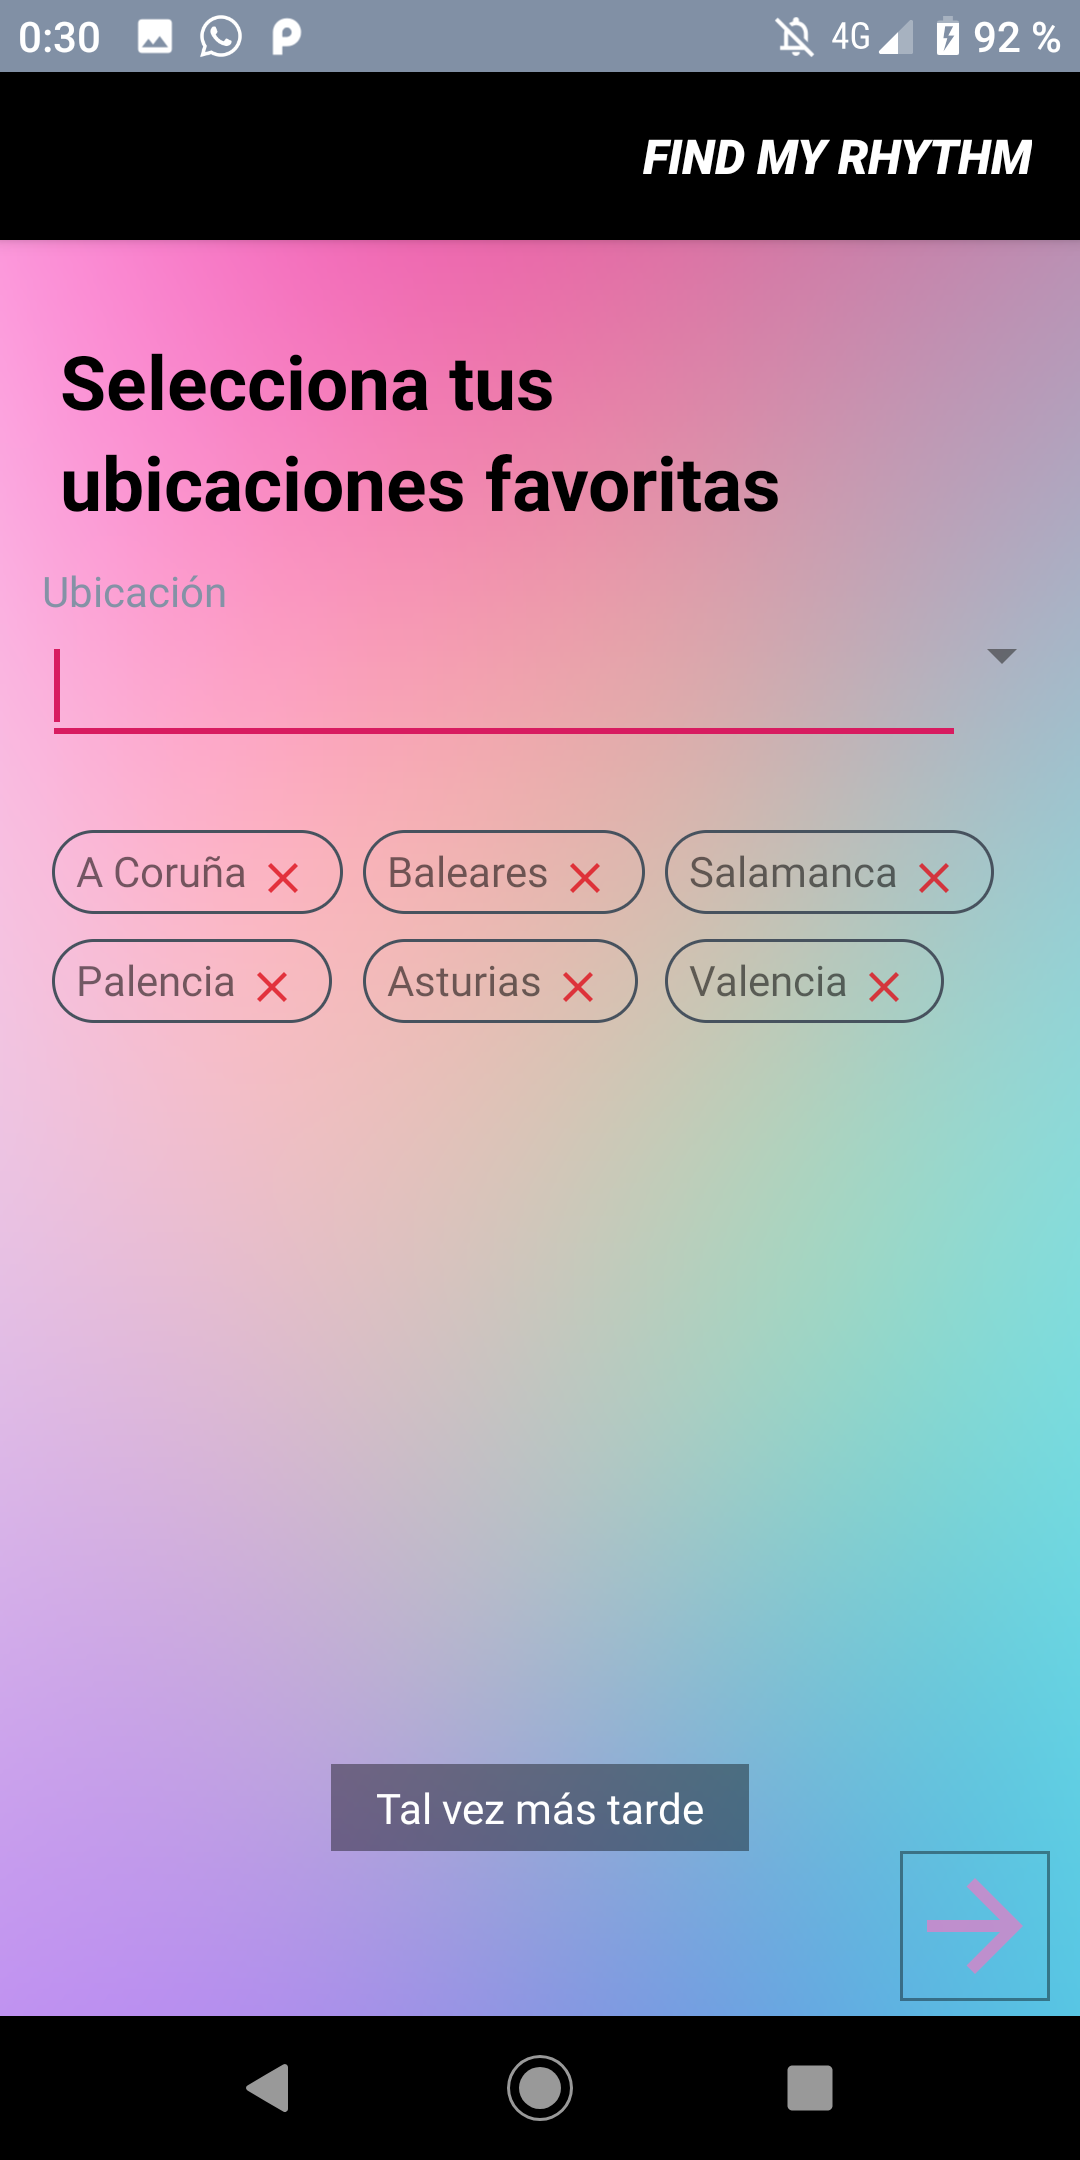 0:30 4G 92 %
FIND MY RHYTHM
Selecciona tus
ubicaciones favoritas
Ubicación
A Coruña Baleares Salamanca
Palencia Asturias Valencia
Tal vez más tarde